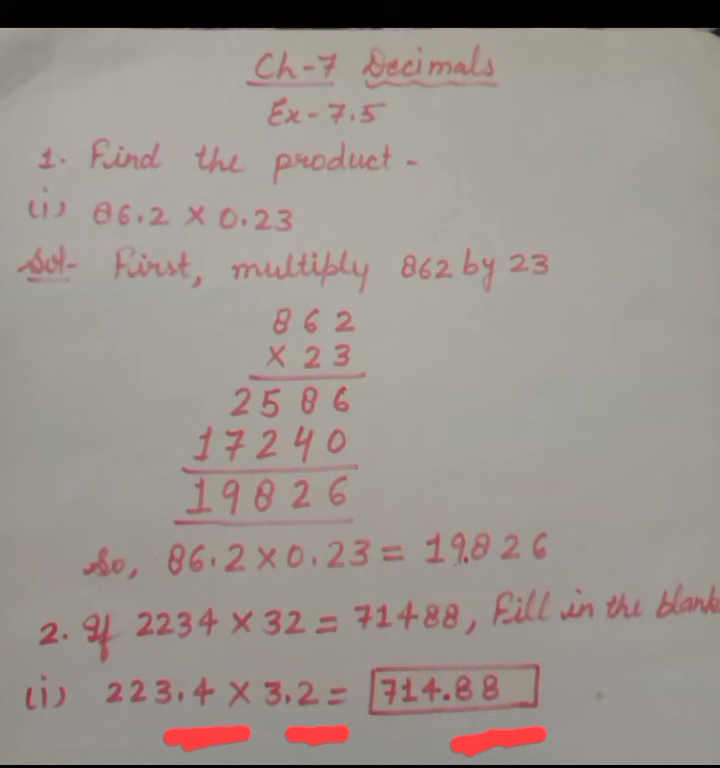 Ch-7 Decimals
Ex-7.5
1. Find the product -
(i) 86.2 × 0.23
Sol- First, multiply 862 by 23
862
× 23
2586
17240
19826
So, 86.2 × 0.23 = 19.826
2. If 2234 × 32 = 71488, Fill in the blank
(i) 223.4 × 3.2 = 714.88